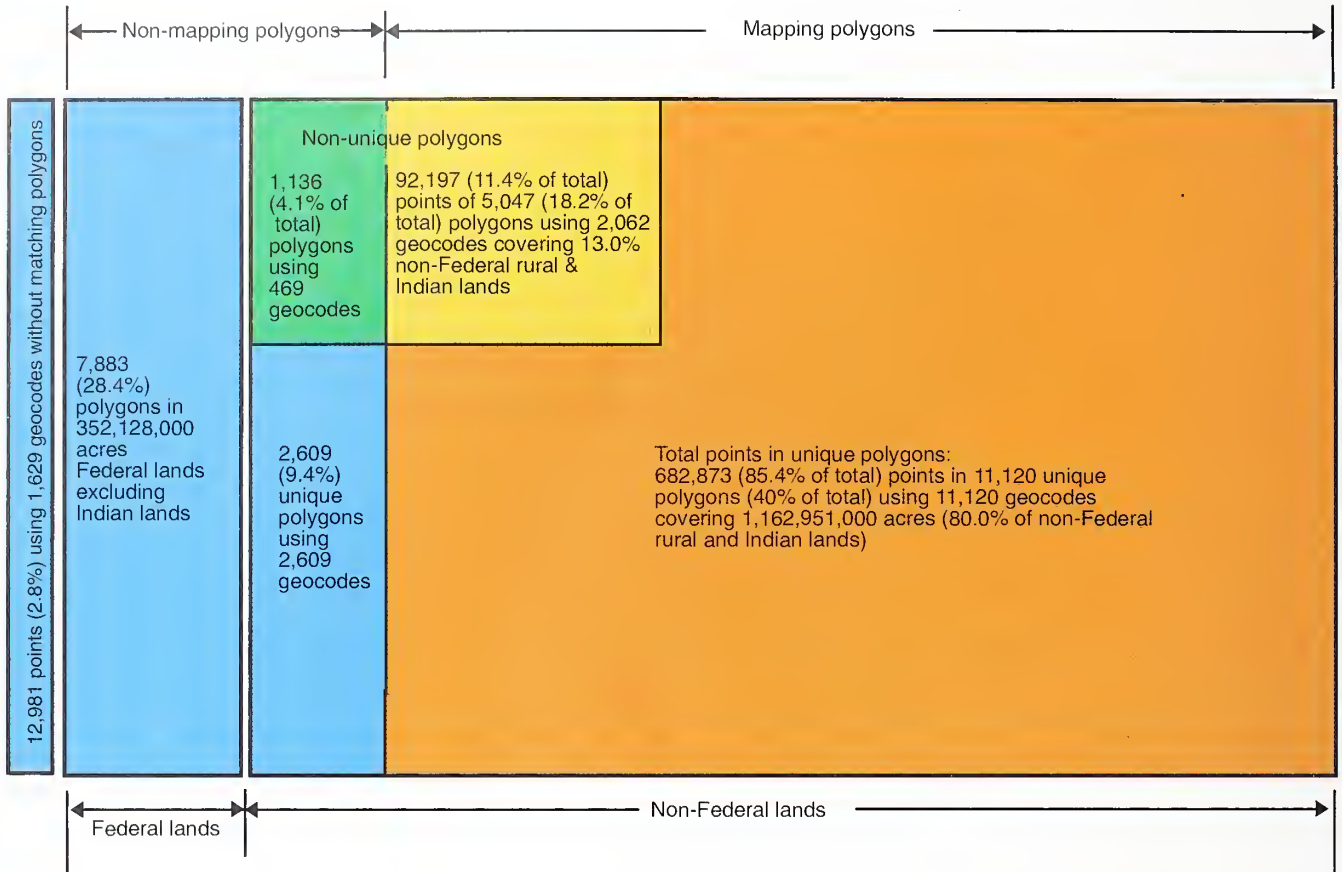 Non-mapping polygons
Mapping polygons
12,981 points (2.8%) using 1,629 geocodes without matching polygons
7,883
(28.4%)
polygons in
352,128,000
acres
Federal lands
excluding
Indian lands
Non-unique polygons
1,136
(4.1% of
total)
polygons
using
469
geocodes
92,197 (11.4% of total)
points of 5,047 (18.2% of
total) polygons using 2,062
geocodes covering 13.0%
non-Federal rural &
Indian lands
2,609
(9.4%)
unique
polygons
using
2,609
geocodes
Total points in unique polygons:
682,873 (85.4% of total) points in 11,120 unique
polygons (40% of total) using 11,120 geocodes
covering 1,162,951,000 acres (80.0% of non-Federal
rural and Indian lands)
Federal lands
Non-Federal lands